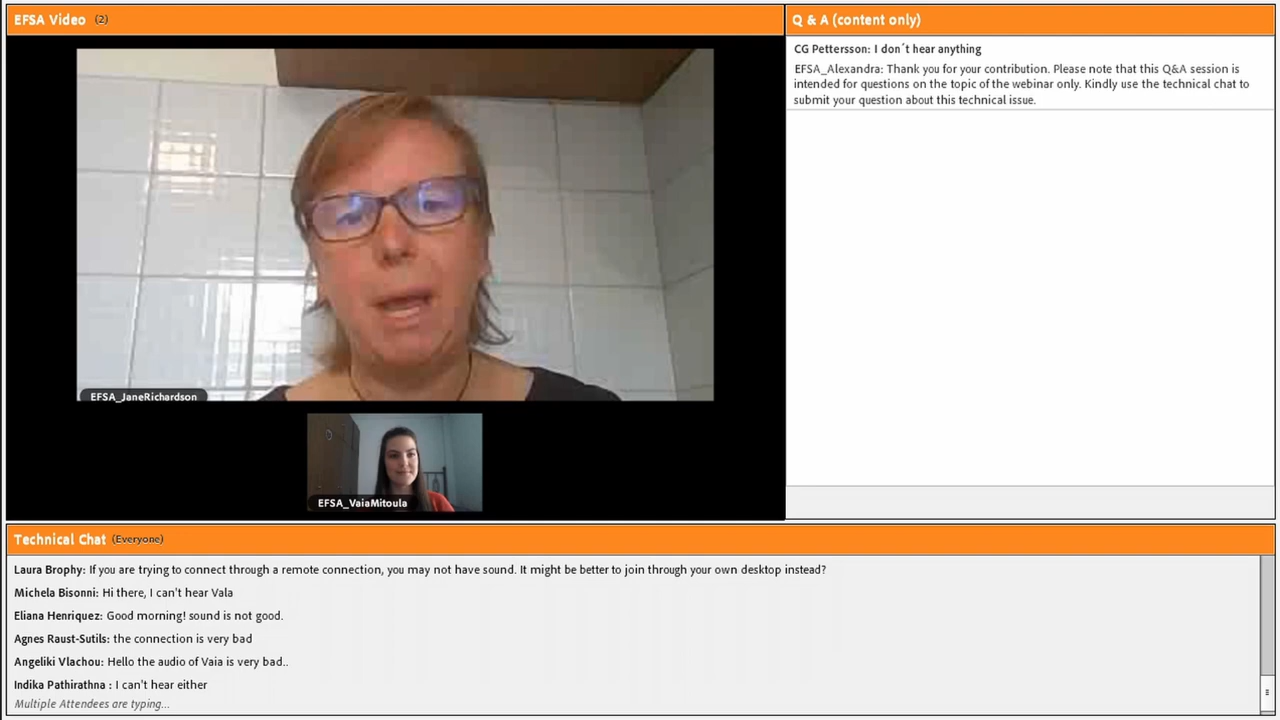 EFSA Video (2)
EFSA_JaneRichardson
EFSA_VaiaMitoula
Q & A (content only)
CG Pettersson: I don´t hear anything
EFSA_Alexandra: Thank you for your contribution. Please note that this Q&A session is
intended for questions on the topic of the webinar only. Kindly use the technical chat to
submit your question about this technical issue.
Technical Chat (Everyone)
Laura Brophy: If you are trying to connect through a remote connection, you may not have sound. It might be better to join through your own desktop instead?
Michela Bisonni: Hi there, I can't hear Vala
Eliana Henriquez: Good morning! sound is not good.
Agnes Raust-Sutils: the connection is very bad
Angeliki Vlachou: Hello the audio of Vaia is very bad..
Indika Pathirathna : I can't hear either
Multiple Attendees are typing...